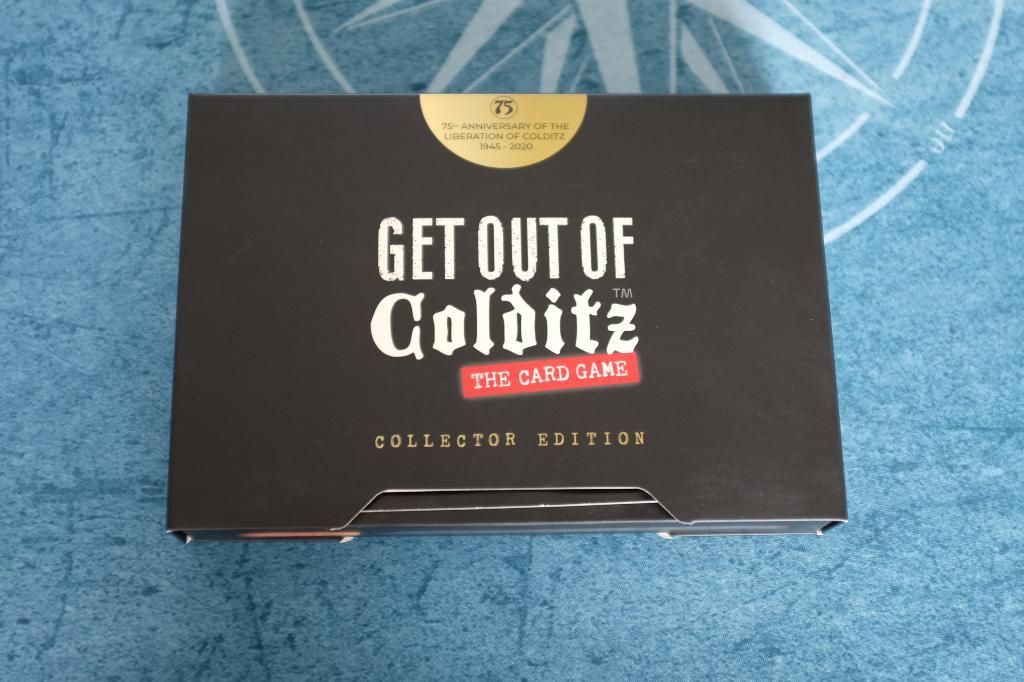 75
75TH ANNIVERSARY OF THE
LIBERATION OF COLDITZ
1945 - 2020
GET OUT OF
Colditz™
THE CARD GAME
COLLECTOR EDITION